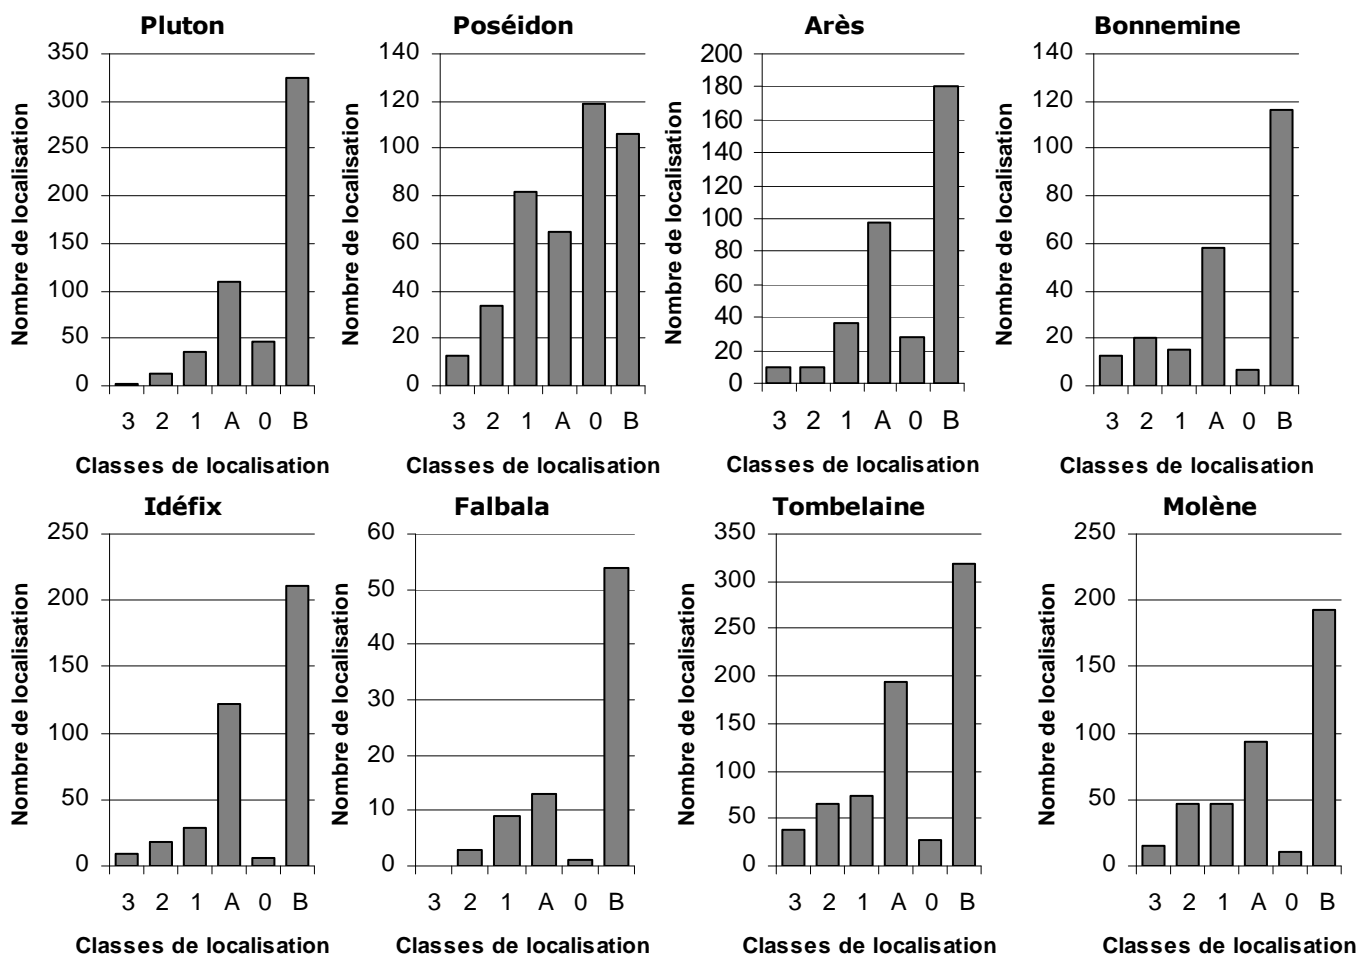 Pluton
350
300
250
200
150
100
50
0
Nombre de localisation
3 2 1 A 0 B
Classes de localisation
Poséidon
140
120
100
80
60
40
20
0
Nombre de localisation
3 2 1 A 0 B
Classes de localisation
Arès
200
180
160
140
120
100
80
60
40
20
0
Nombre de localisation
3 2 1 A 0 B
Classes de localisation
Bonnemine
140
120
100
80
60
40
20
0
Nombre de localisation
3 2 1 A 0 B
Classes de localisation
Idéfix
250
200
150
100
50
0
Nombre de localisation
3 2 1 A 0 B
Classes de localisation
Falbala
60
50
40
30
20
10
0
Nombre de localisation
3 2 1 A 0 B
Classes de localisation
Tombelaine
350
300
250
200
150
100
50
0
Nombre de localisation
3 2 1 A 0 B
Classes de localisation
Molène
250
200
150
100
50
0
Nombre de localisation
3 2 1 A 0 B
Classes de localisation